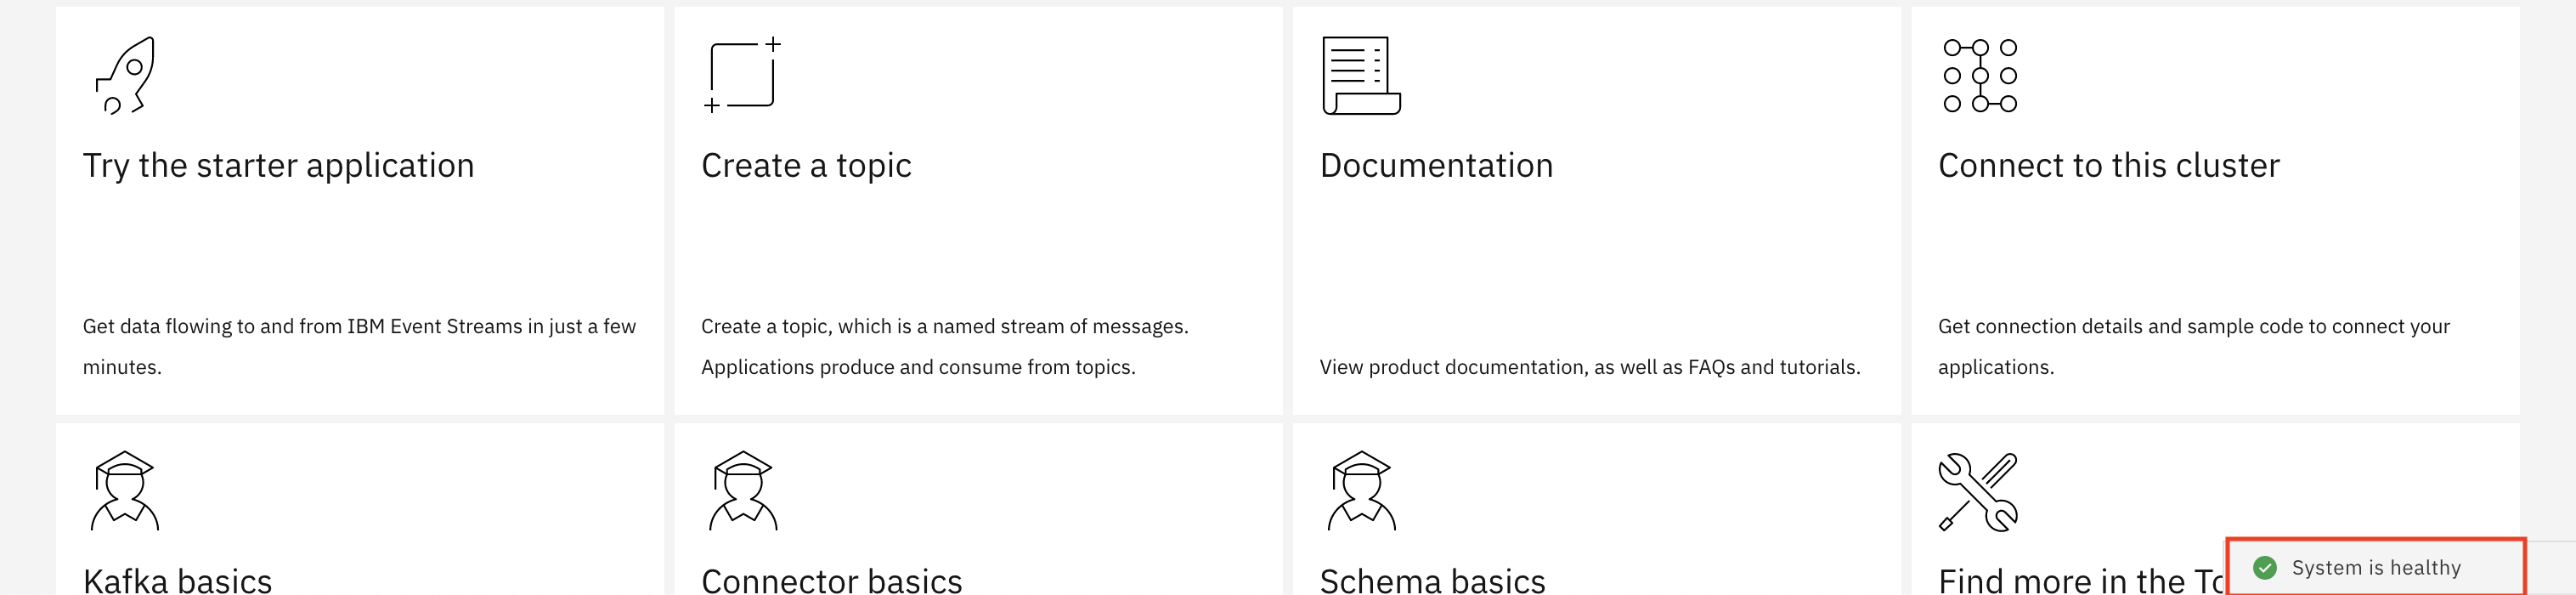 Try the starter application
Get data flowing to and from IBM Event Streams in just a few
minutes.
Create a topic
Create a topic, which is a named stream of messages.
Applications produce and consume from topics.
Documentation
View product documentation, as well as FAQs and tutorials.
Connect to this cluster
Get connection details and sample code to connect your
applications.
Kafka basics
Connector basics
Schema basics
Find more in the
System is healthy